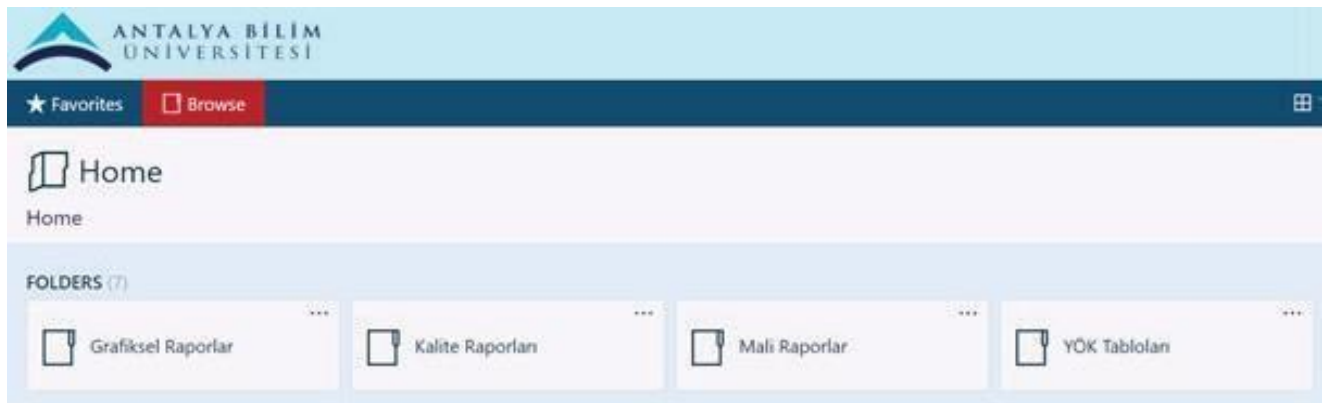 ANTALYA BİLİM
ÜNİVERSİTESİ
Favorites Browse
Home
Home
FOLDERS (7)
Grafiksel Raporlar Kalite Raporları Mali Raporlar YÖK Tabloları